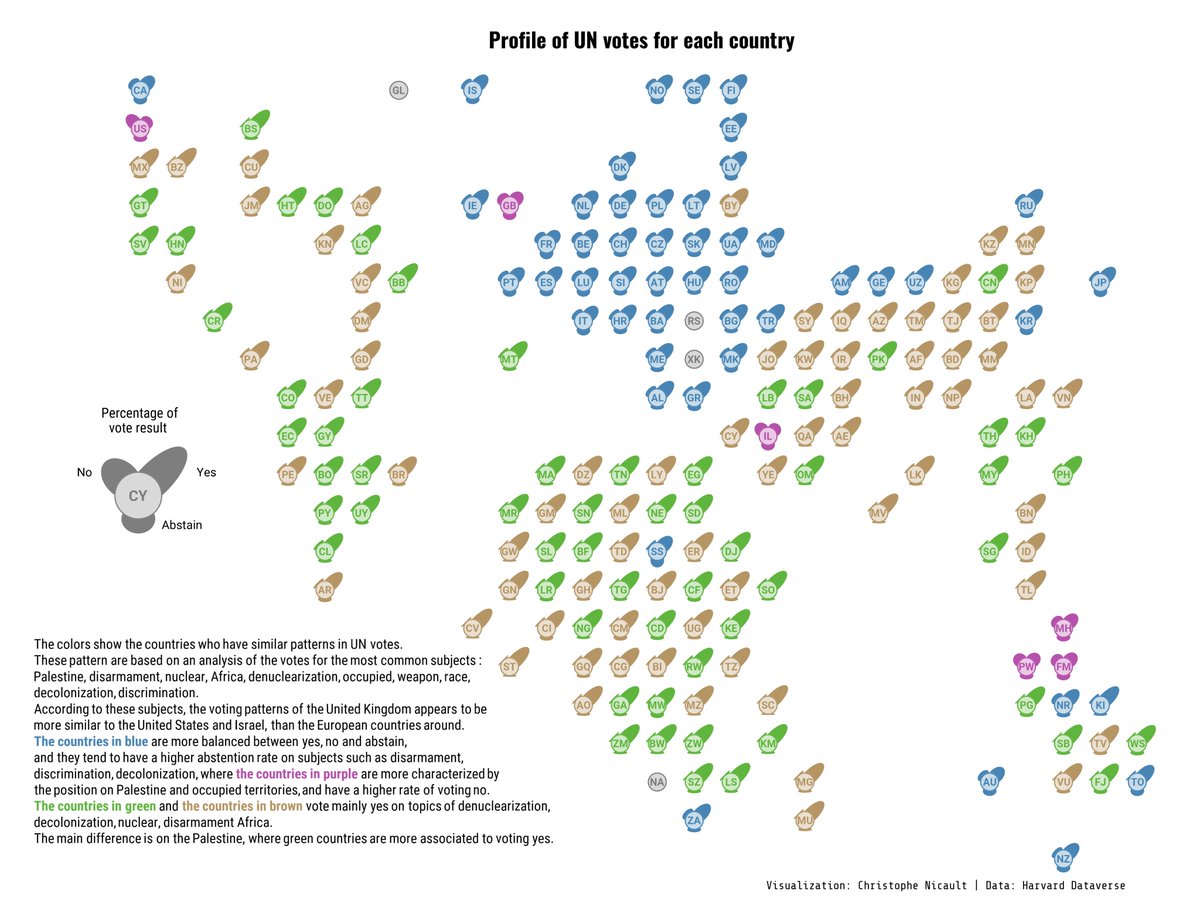 Profile of UN votes for each country
CA GL IS NO SE FI
US BS EE
MX BZ CU DK LV
GT JM HT DO AG IE GB NL DE PL LT BY RU
SV HN KN LC FR BE CH CZ SK UA MD KZ MN
NI VC BB PT ES LU SI AT HU RO AM GE UZ KG CN KP JP
CR DM IT HR BA RS BG TR SY IQ AZ TM TJ BT KR
PA GD MT ME XK MK JO KW IR PK AF BD MM
CO VE TT AL GR LB SA BH IN NP LA VN
Percentage of
vote result
EC GY CY IL QA AE TH KH
No
Yes
CY
Abstain
PE BO SR BR MA DZ TN LY EG YE OM LK MY PH
PY UY MR GM SN ML NE SD MV BN
CL GW SL BF TD SS ER DJ SG ID
AR GN LR GH TG BJ CF ET SO TL
CV CI NG CM CD UG KE MH
ST GQ CG BI RW TZ PW FM
AO GA MW MZ SC PG NR KI
ZM BW ZW KM SB TV WS
NA SZ LS MG AU VU FJ TO
ZA MU
NZ
The colors show the countries who have similar patterns in UN votes.
These pattern are based on an analysis of the votes for the most common subjects :
Palestine, disarmament, nuclear, Africa, denuclearization, occupied, weapon, race,
decolonization, discrimination.
According to these subjects, the voting patterns of the United Kingdom appears to be
more similar to the United States and Israel, than the European countries around.
The countries in blue are more balanced between yes, no and abstain,
and they tend to have a higher abstention rate on subjects such as disarmament,
discrimination, decolonization, where the countries in purple are more characterized by
the position on Palestine and occupied territories, and have a higher rate of voting no.
The countries in green and the countries in brown vote mainly yes on topics of denuclearization,
decolonization, nuclear, disarmament Africa.
The main difference is on the Palestine, where green countries are more associated to voting yes.
Visualization: Christophe Nicault | Data: Harvard Dataverse